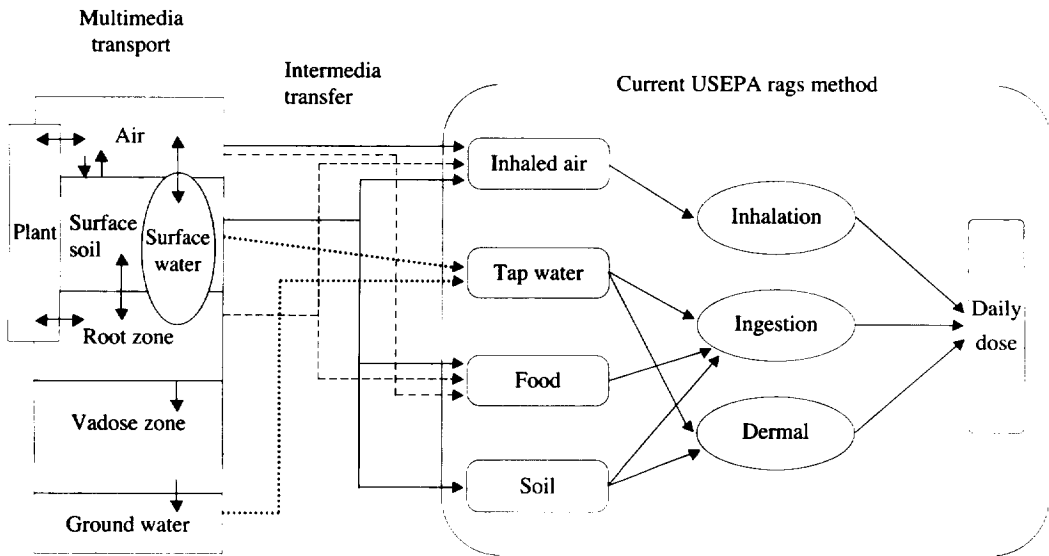 Multimedia
transport
Intermedia
transfer
Current USEPA rags method
Air
Plant
Surface
soil
Surface
water
Root zone
Vadose zone
Ground water
Inhaled air
Tap water
Food
Soil
Inhalation
Ingestion
Dermal
Daily
dose